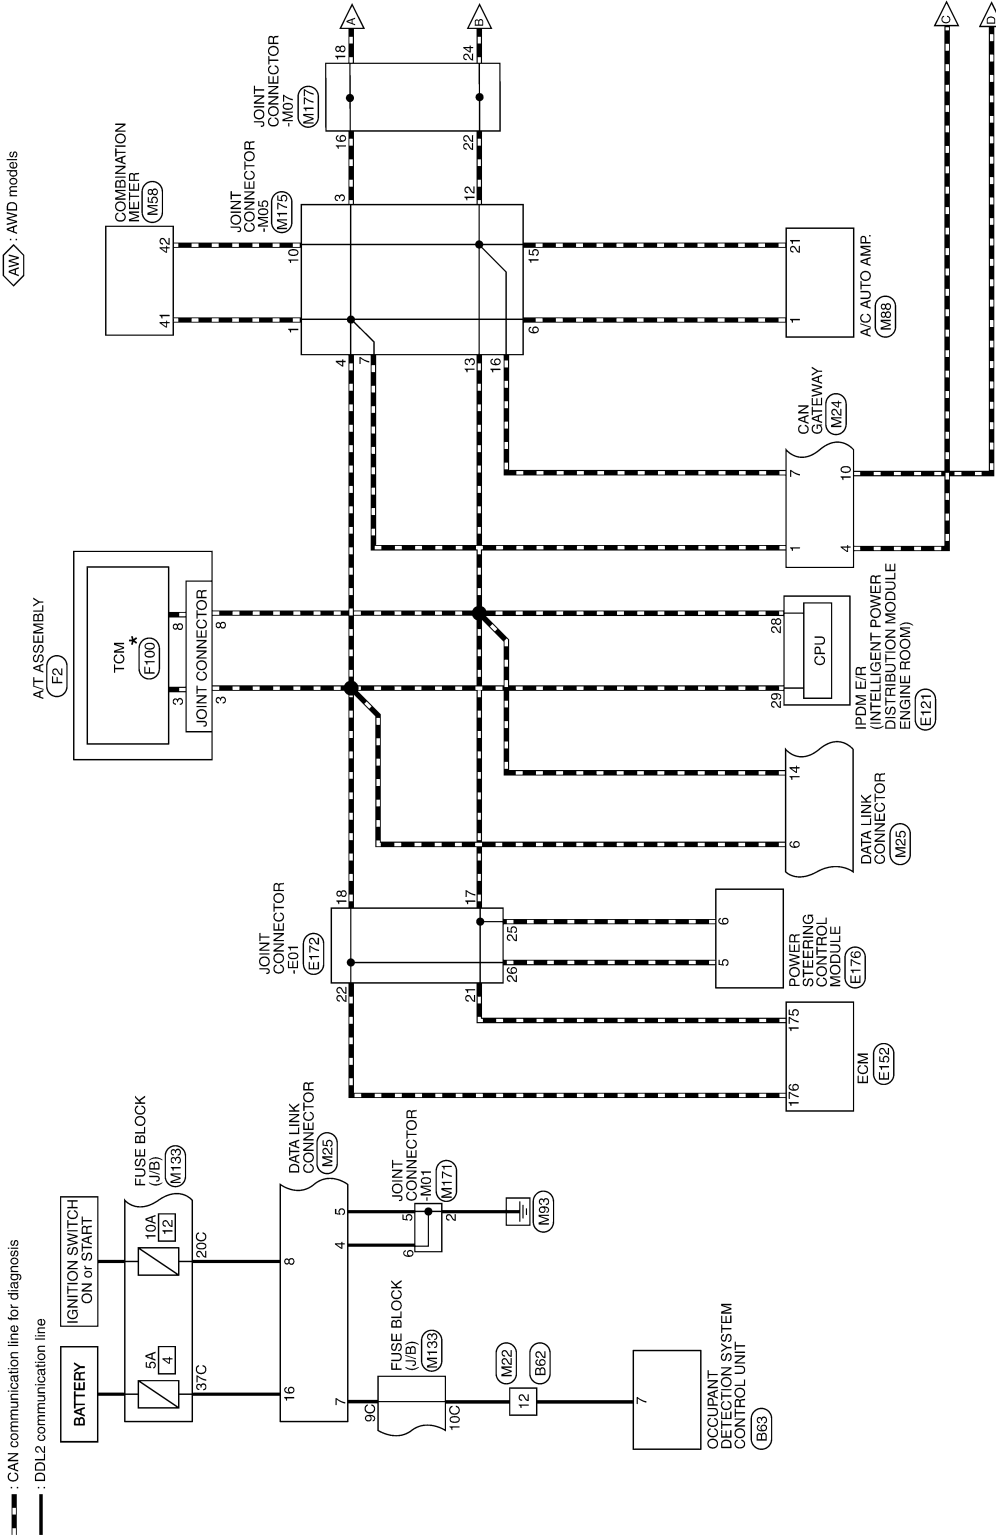 : CAN communication line for diagnosis
: DDL2 communication line
AW : AWD models
BATTERY
IGNITION SWITCH
ON or START
5A
4
10A
12
FUSE BLOCK
(J/B)
M133
37C
20C
16
8
DATA LINK
CONNECTOR
M25
7
4
5
9C
10C
FUSE BLOCK
(J/B)
M133
6
5
2
JOINT
CONNECTOR
-M01
M171
M93
12
M22
B62
7
OCCUPANT
DETECTION SYSTEM
CONTROL UNIT
B63
A/T ASSEMBLY
F2
TCM
*
F100
3
8
JOINT CONNECTOR
3
8
COMBINATION
METER
M58
41
42
JOINT
CONNECTOR
-E01
E172
22
18
21
17
26
25
JOINT
CONNECTOR
-M05
M175
1
10
4
3
7
13
12
16
6
15
JOINT
CONNECTOR
-M07
M177
16
18
22
24
A
B
C
D
176
175
ECM
E152
5
6
POWER
STEERING
CONTROL
MODULE
E176
6
14
DATA LINK
CONNECTOR
M25
29
28
CPU
IPDM E/R
(INTELLIGENT POWER
DISTRIBUTION MODULE
ENGINE ROOM)
E121
1
7
4
10
CAN
GATEWAY
M24
1
21
A/C AUTO AMP.
M88